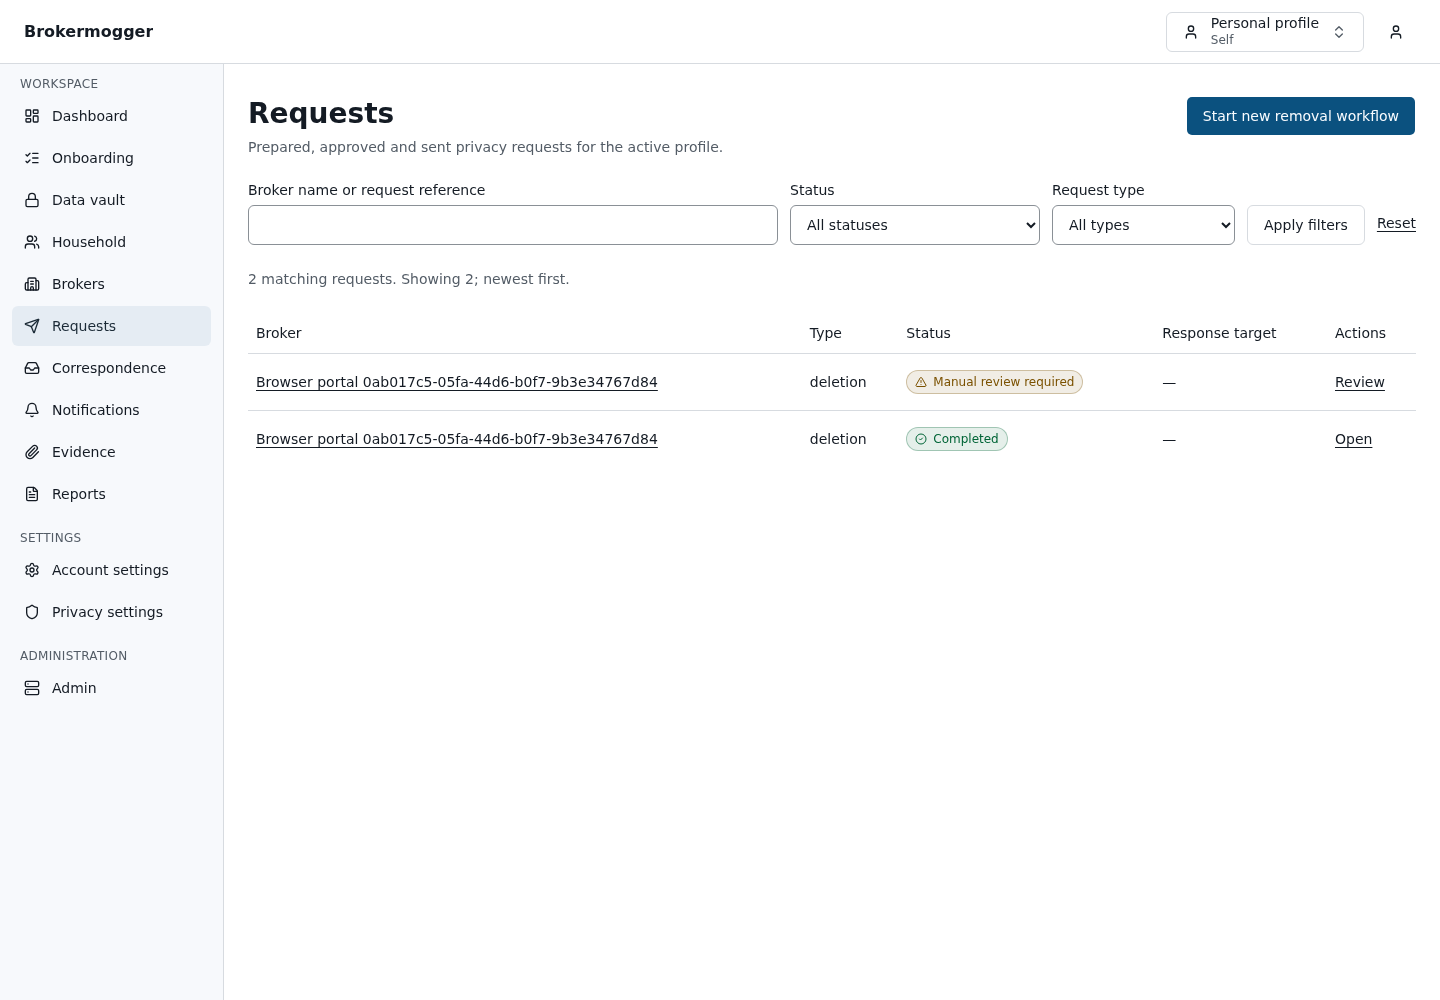 Brokermogger
Personal profile
Self
WORKSPACE
Dashboard
Onboarding
Data vault
Household
Brokers
Requests
Correspondence
Notifications
Evidence
Reports
SETTINGS
Account settings
Privacy settings
ADMINISTRATION
Admin
Requests
Start new removal workflow
Prepared, approved and sent privacy requests for the active profile.
Broker name or request reference
Status
Request type
All statuses
All types
Apply filters
Reset
2 matching requests. Showing 2; newest first.
Broker Type Status Response target Actions
Browser portal 0ab017c5-05fa-44d6-b0f7-9b3e34767d84 deletion Manual review required — Review
Browser portal 0ab017c5-05fa-44d6-b0f7-9b3e34767d84 deletion Completed — Open